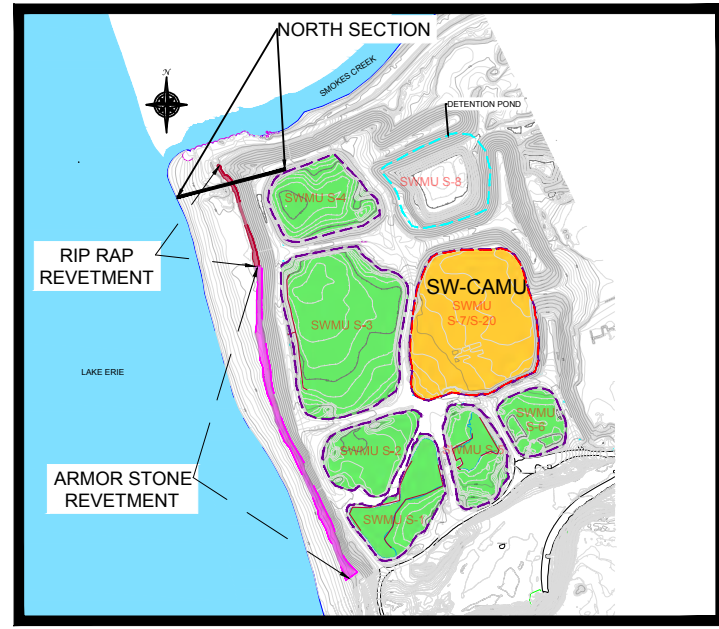 NORTH SECTION
SMOKES CREEK
N
DETENTION POND
SWMU S-8
SWMU S-4
RIP RAP
REVETMENT
SW-CAMU
SWMU
S-7/S-20
SWMU S-3
LAKE ERIE
SWMU
S-6
SWMU S-2
SWMU S-5
ARMOR STONE
REVETMENT
SWMU S-1